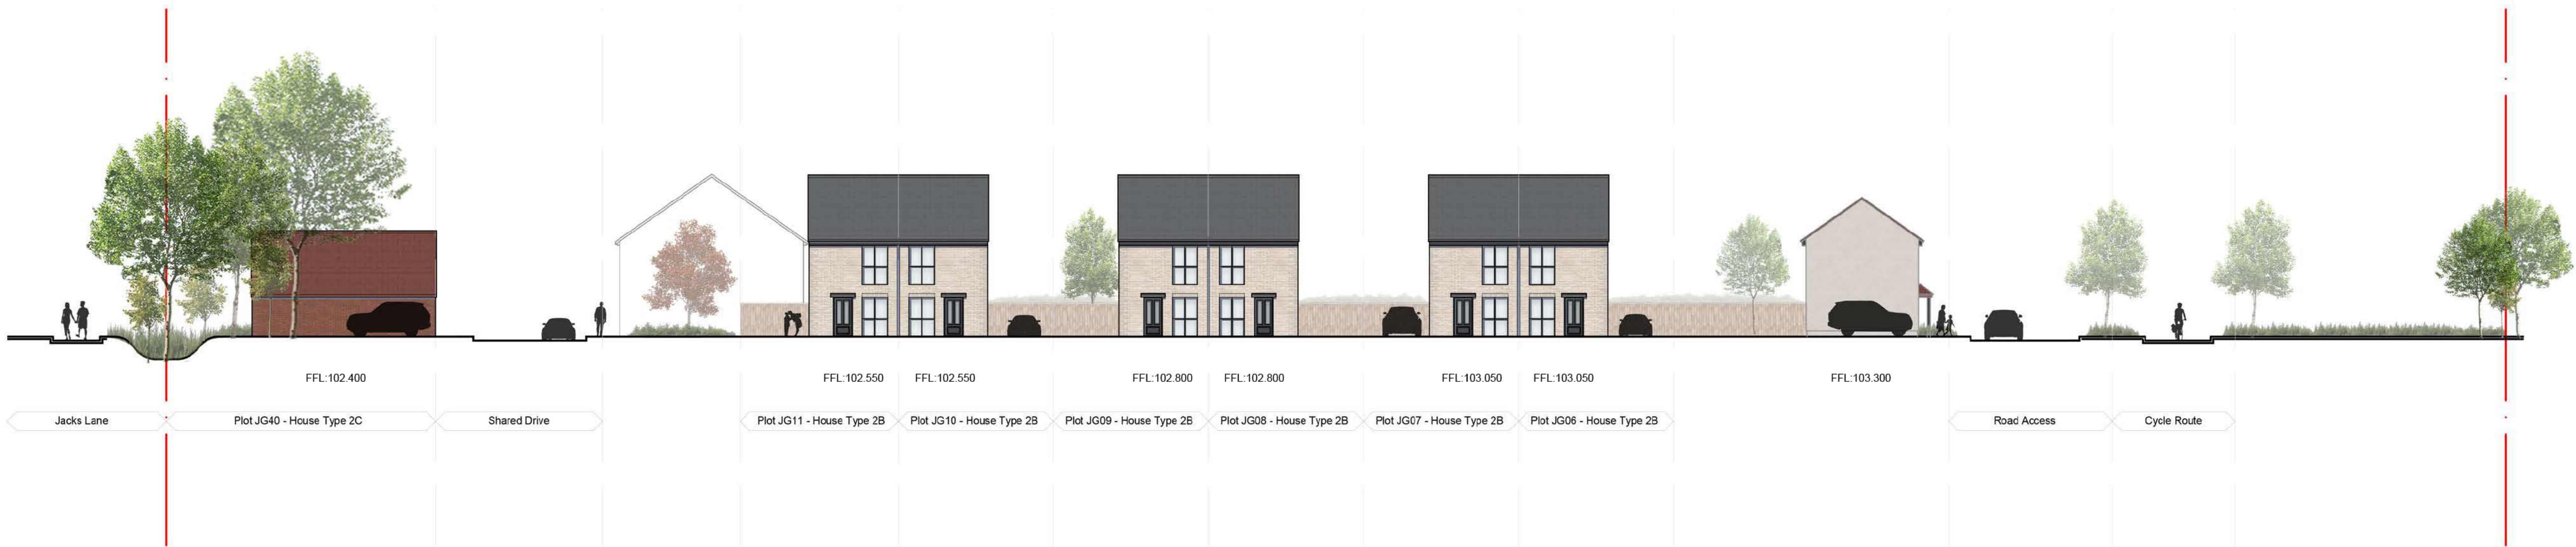 FFL:102.400
FFL:102.550
FFL:102.550
FFL:102.800
FFL:102.800
FFL:103.050
FFL:103.050
FFL:103.300
Jacks Lane
Plot JG40 - House Type 2C
Shared Drive
Plot JG11 - House Type 2B
Plot JG10 - House Type 2B
Plot JG09 - House Type 2B
Plot JG08 - House Type 2B
Plot JG07 - House Type 2B
Plot JG06 - House Type 2B
Road Access
Cycle Route